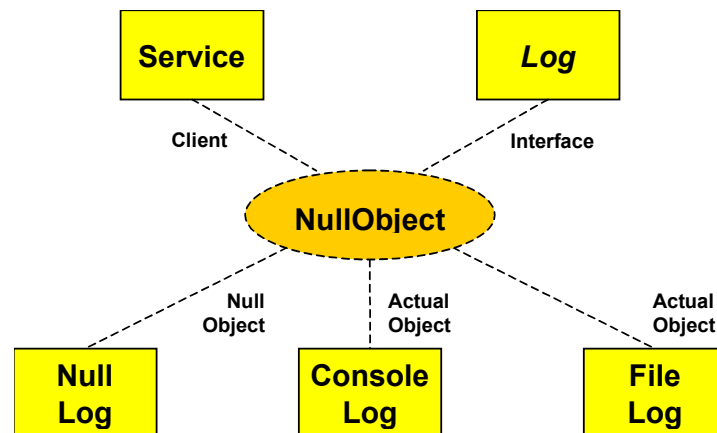 Service
Log
Client
Interface
NullObject
Null
Object
Actual
Object
Actual
Object
Null
Log
Console
Log
File
Log